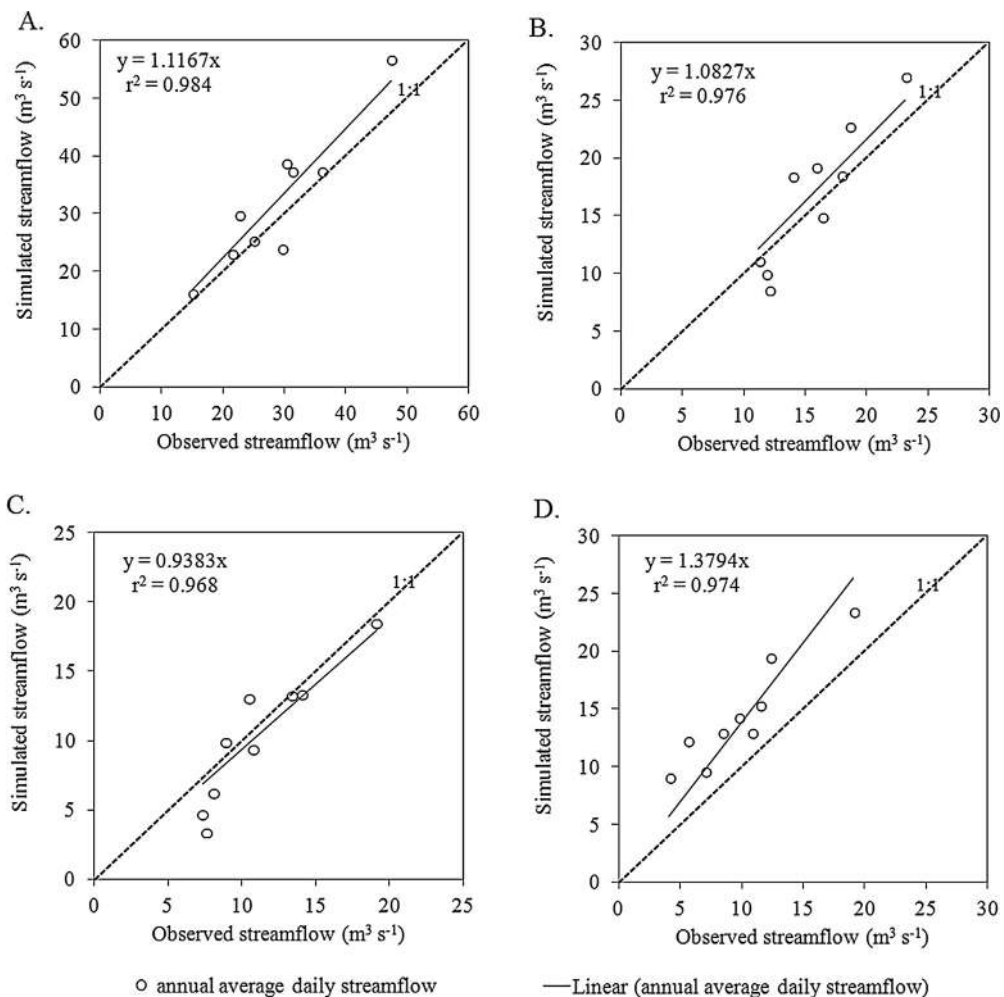 A.
60
50
40
30
20
10
0
y = 1.1167x
r² = 0.984
1:1
0 10 20 30 40 50 60
Simulated streamflow (m³ s⁻¹)
Observed streamflow (m³ s⁻¹)
B.
30
25
20
15
10
5
0
y = 1.0827x
r² = 0.976
1:1
0 5 10 15 20 25 30
Simulated streamflow (m³ s⁻¹)
Observed streamflow (m³ s⁻¹)
C.
25
20
15
10
5
0
y = 0.9383x
r² = 0.968
1:1
0 5 10 15 20 25
Simulated streamflow (m³ s⁻¹)
Observed streamflow (m³ s⁻¹)
D.
30
25
20
15
10
5
0
y = 1.3794x
r² = 0.974
1:1
0 5 10 15 20 25 30
Simulated streamflow (m³ s⁻¹)
Observed streamflow (m³ s⁻¹)
annual average daily streamflow
Linear (annual average daily streamflow)